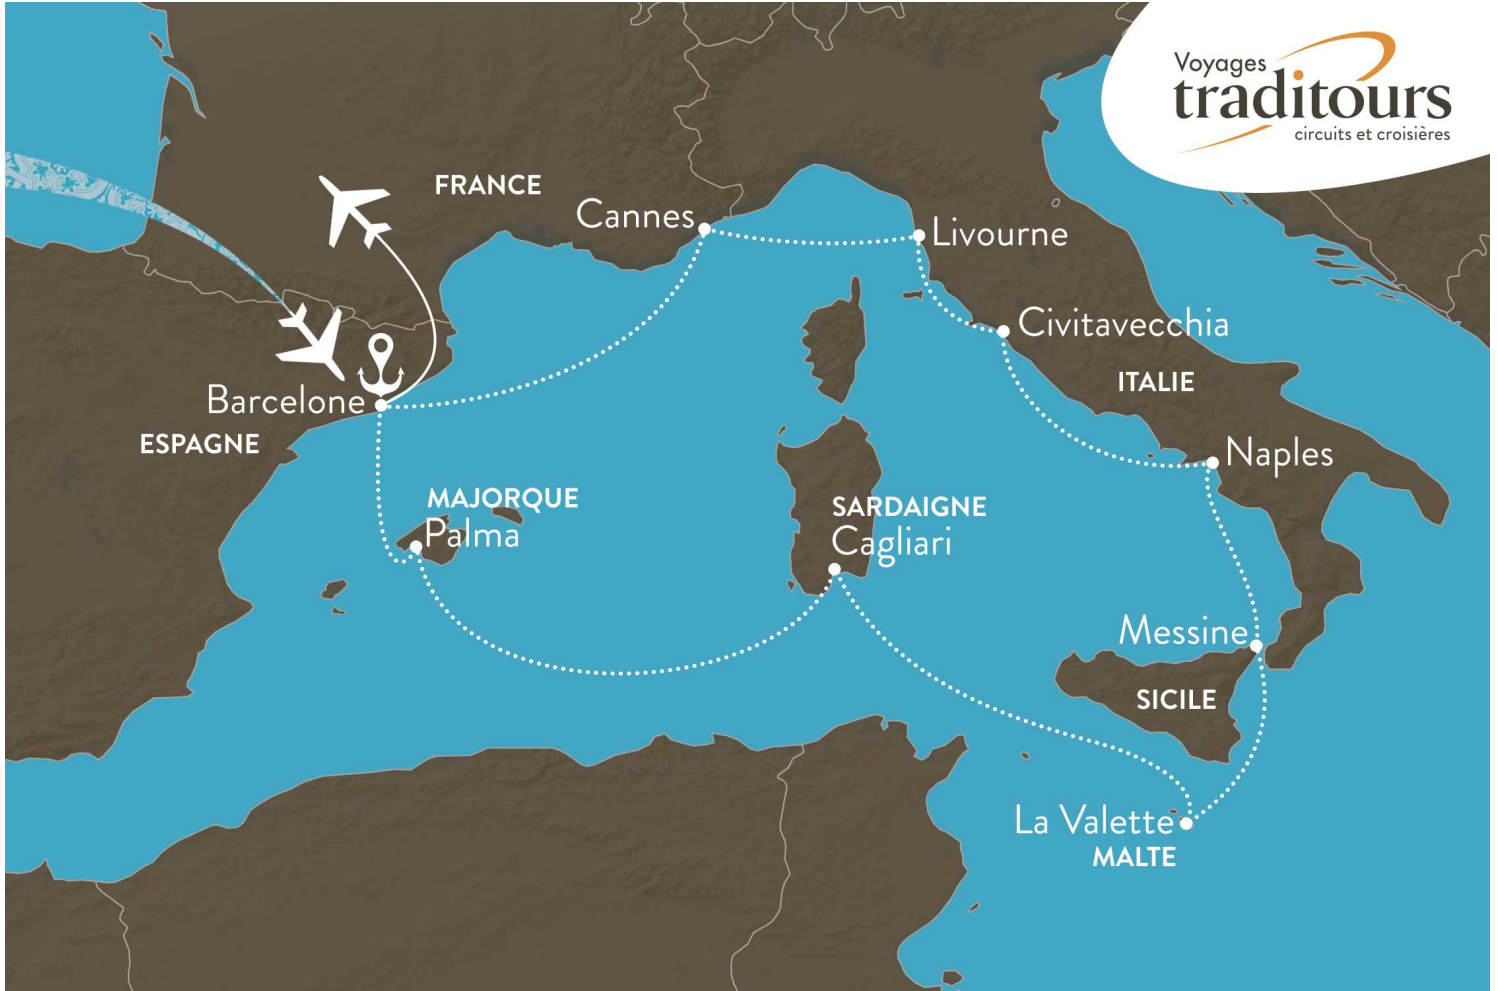 Voyages
traditours
circuits et croisières
FRANCE
Cannes
Livourne
Civitavecchia
ITALIE
Barcelone
ESPAGNE
Naples
MAJORQUE
Palma
SARDAIGNE
Cagliari
Messine
SICILE
La Valette
MALTE